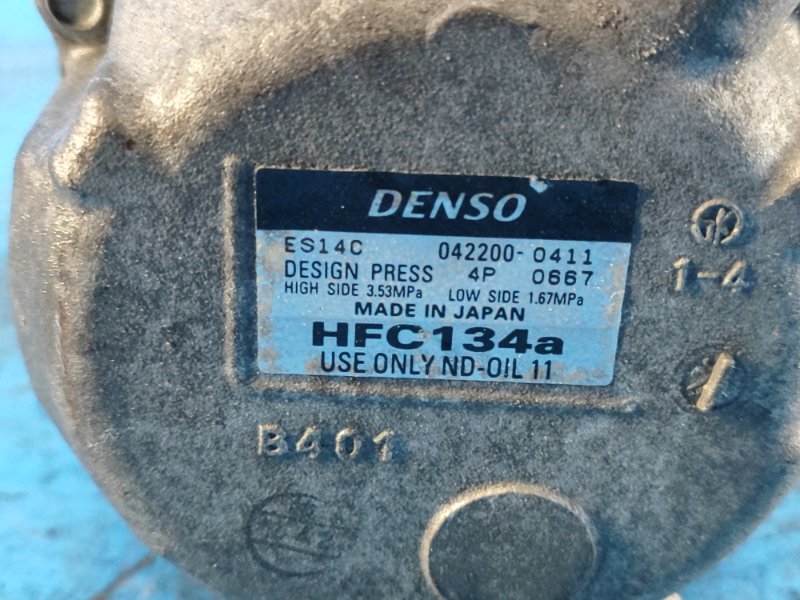 DENSO
ES14C 042200-0411
DESIGN PRESS 4P 0667
HIGH SIDE 3.53MPa LOW SIDE 1.67MPa
MADE IN JAPAN
HFC134a
USE ONLY ND-OIL 11
1-4
B401